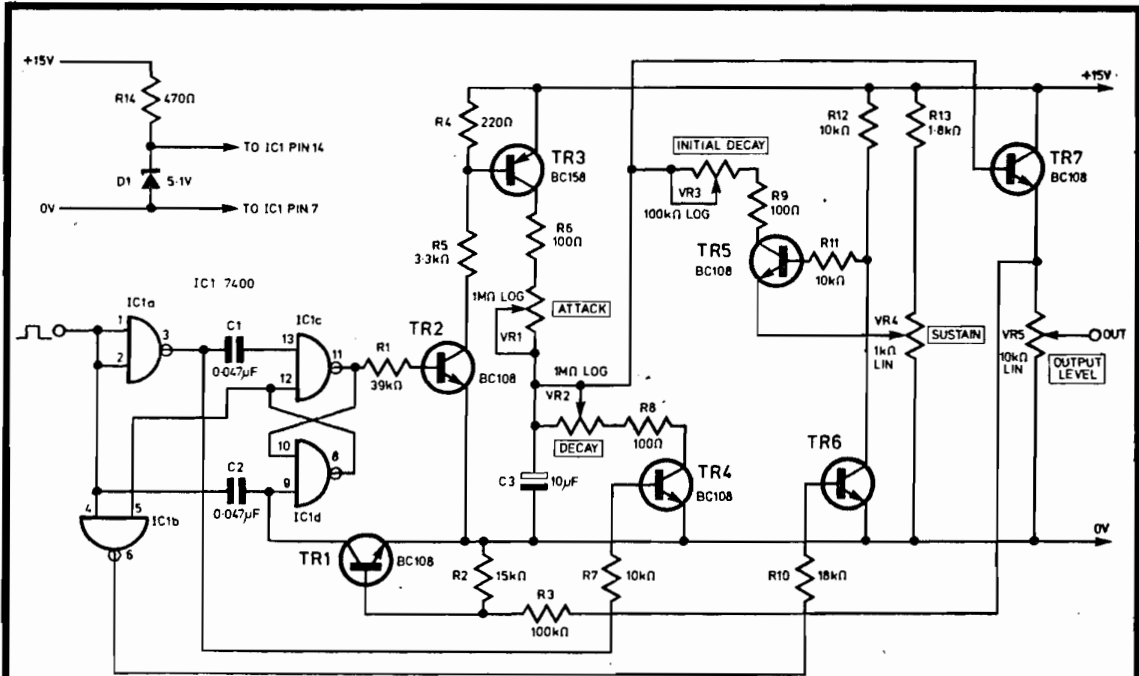 +15V
R14
470Ω
TO IC1 PIN 14
D1
5·1V
0V
TO IC1 PIN 7
IC1 7400
IC1a
1
2
3
C1
0·047µF
IC1c
13
12
11
R1
39kΩ
TR2
BC108
10
9
8
IC1d
C2
0·047µF
4
5
IC1b
6
TR1
BC108
R4
220Ω
TR3
BC158
R5
3·3kΩ
R6
100Ω
1MΩ LOG
ATTACK
VR1
1MΩ LOG
VR2
DECAY
R8
100Ω
C3
10µF
TR4
BC108
R2
15kΩ
R3
100kΩ
R7
10kΩ
INITIAL DECAY
VR3
100kΩ LOG
R9
100Ω
TR5
BC108
R11
10kΩ
R12
10kΩ
R13
1·8kΩ
VR4
SUSTAIN
1kΩ
LIN
TR6
R10
18kΩ
+15V
TR7
BC108
VR5
10kΩ
LIN
OUT
OUTPUT
LEVEL
0V